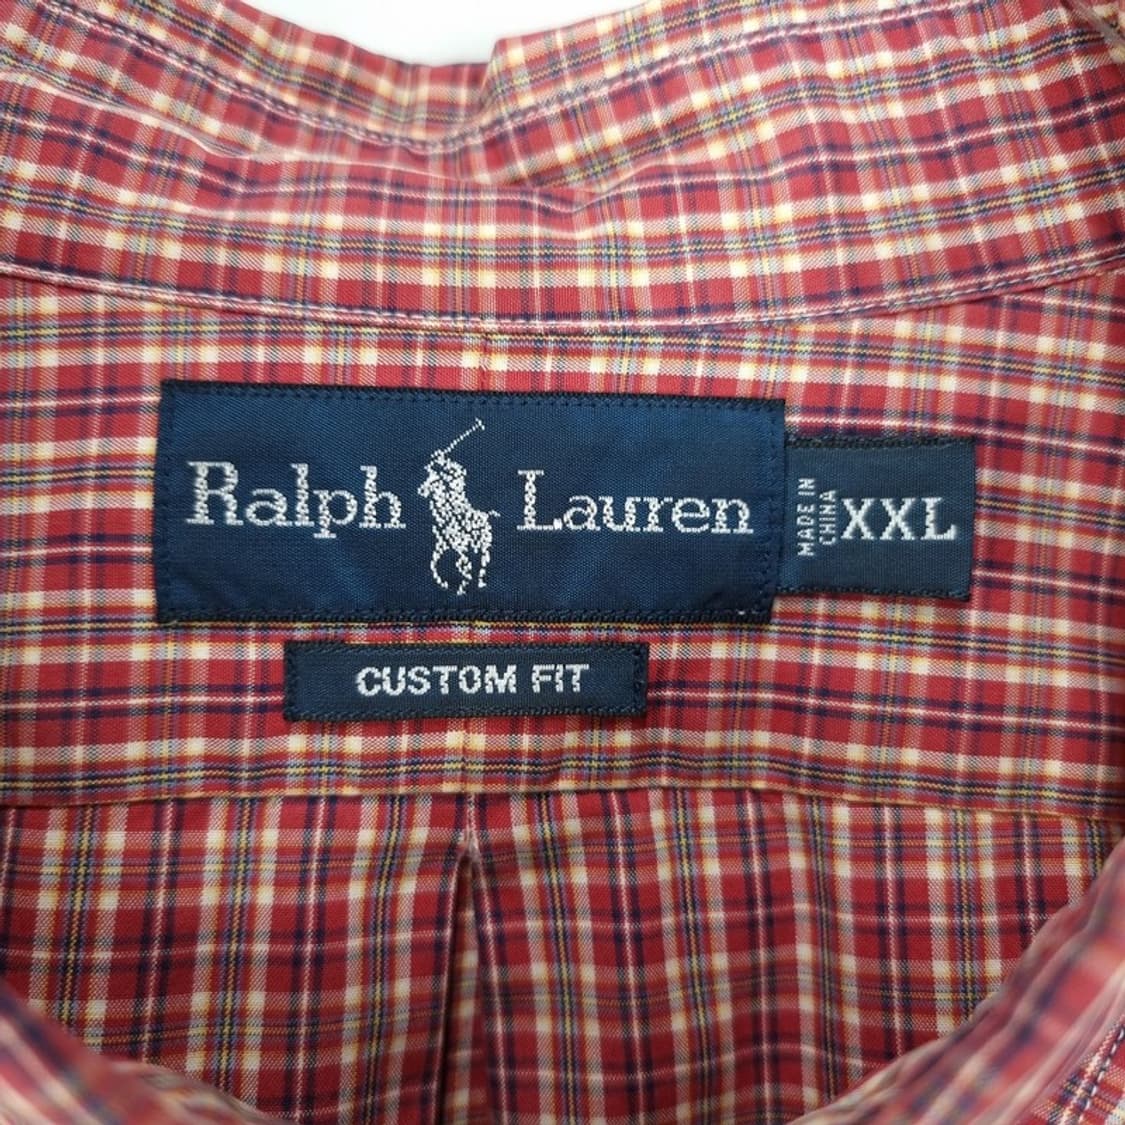 Ralph Lauren
MADE IN
CHINA
XXL
CUSTOM FIT